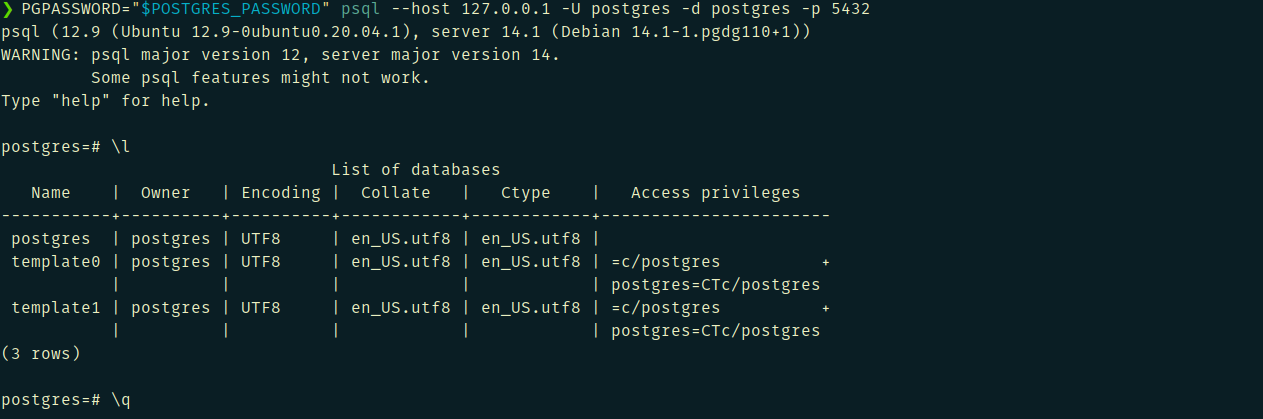 ❯ PGPASSWORD="$POSTGRES_PASSWORD" psql --host 127.0.0.1 -U postgres -d postgres -p 5432
psql (12.9 (Ubuntu 12.9-0ubuntu0.20.04.1), server 14.1 (Debian 14.1-1.pgdg110+1))
WARNING: psql major version 12, server major version 14.
         Some psql features might not work.
Type "help" for help.

postgres=# \l
                                 List of databases
   Name    |  Owner   | Encoding |  Collate   |   Ctype    |   Access privileges
-----------+----------+----------+------------+------------+-----------------------
 postgres  | postgres | UTF8     | en_US.utf8 | en_US.utf8 |
 template0 | postgres | UTF8     | en_US.utf8 | en_US.utf8 | =c/postgres          +
           |          |          |            |            | postgres=CTc/postgres
 template1 | postgres | UTF8     | en_US.utf8 | en_US.utf8 | =c/postgres          +
           |          |          |            |            | postgres=CTc/postgres
(3 rows)

postgres=# \q